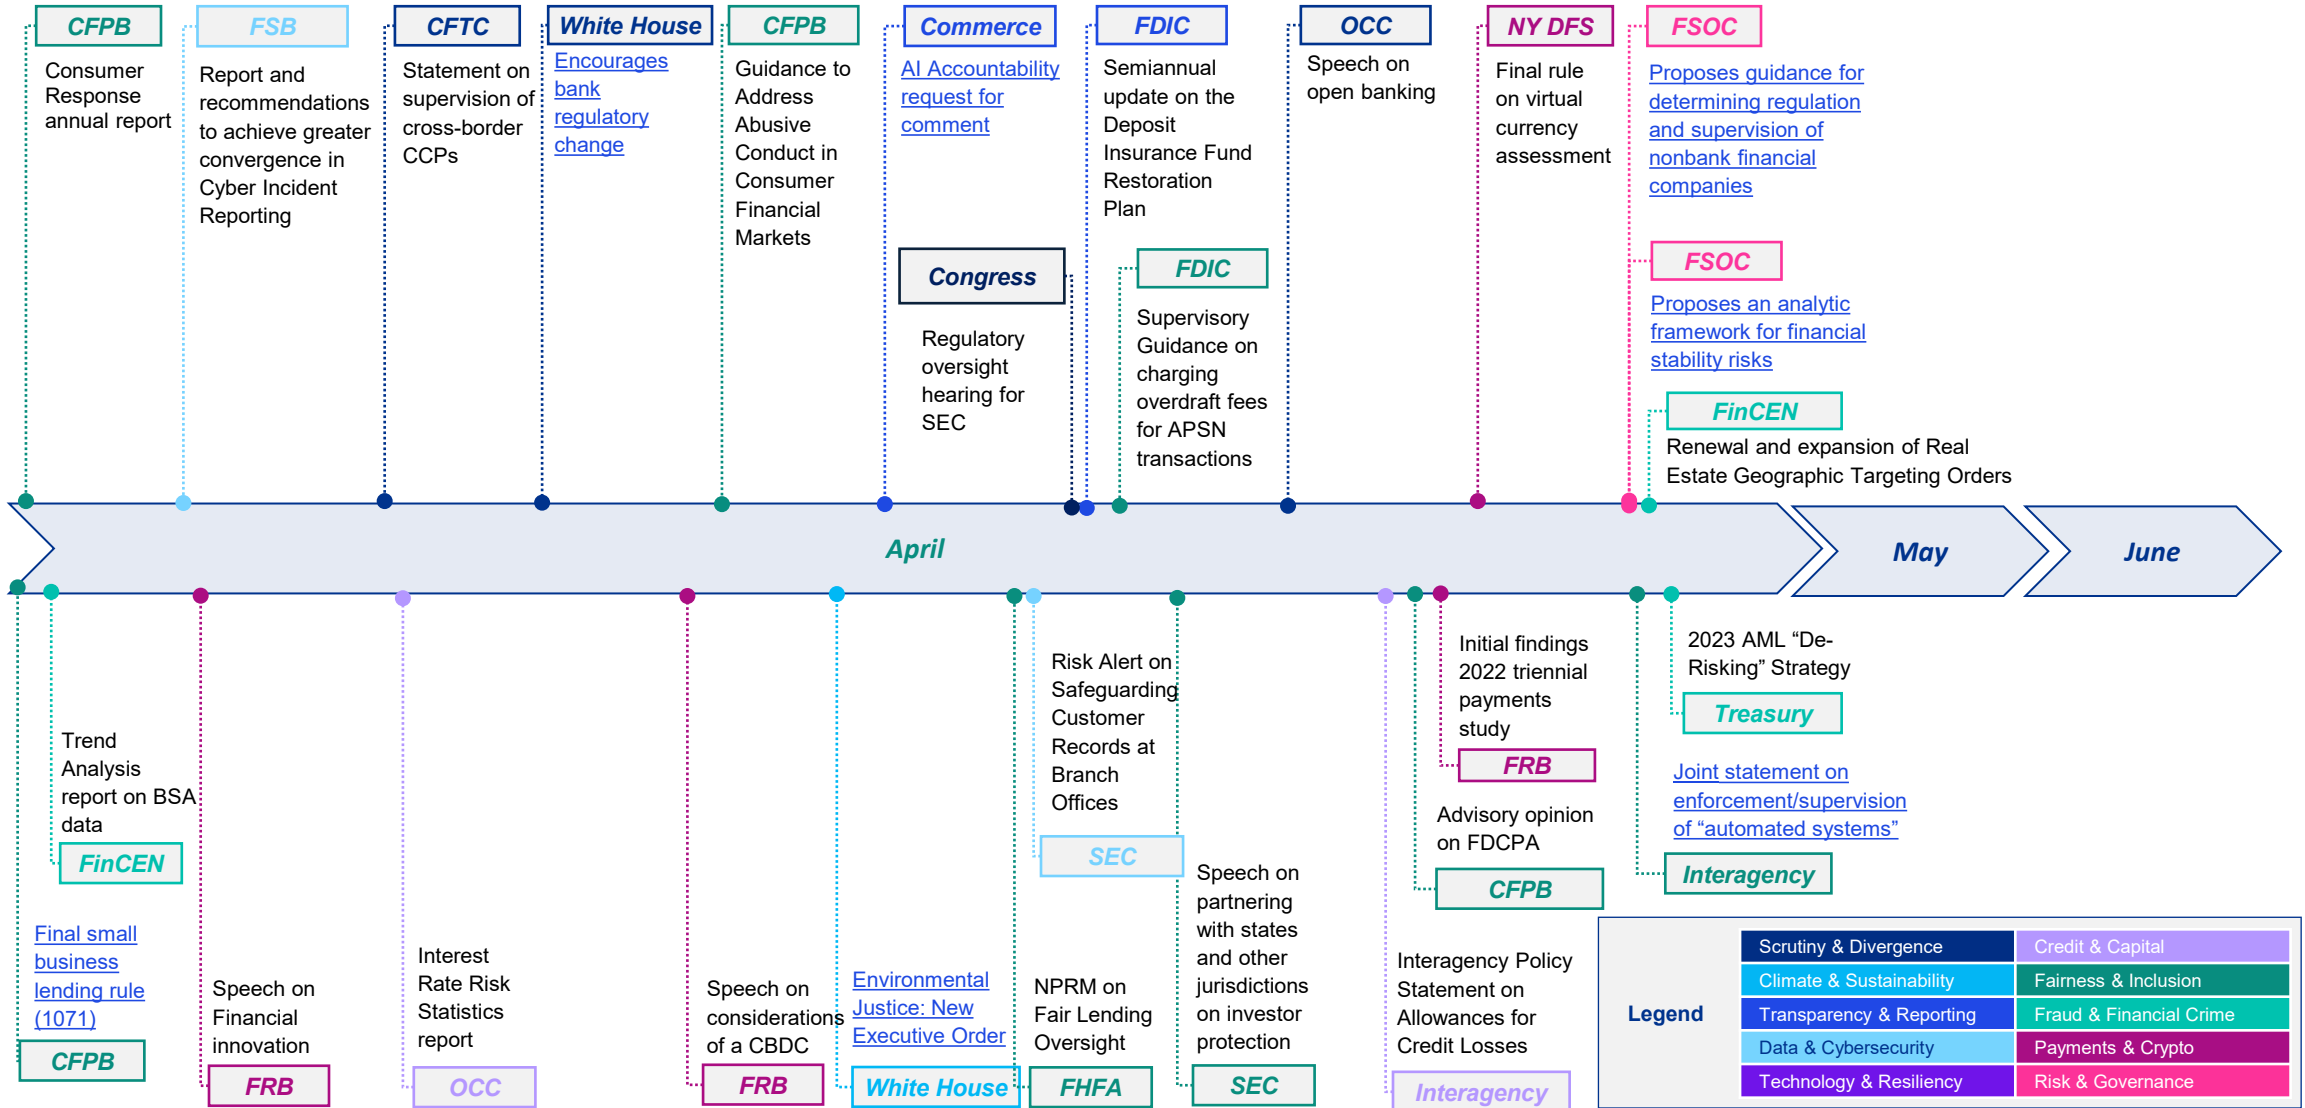 CFPB
Consumer
Response
annual report
FSB
Report and
recommendations
to achieve greater
convergence in
Cyber Incident
Reporting
CFTC
Statement on
supervision of
cross-border
CCPs
White House
Encourages
bank
regulatory
change
CFPB
Guidance to
Address
Abusive
Conduct in
Consumer
Financial
Markets
Commerce
AI Accountability
request for
comment
Congress
Regulatory
oversight
hearing for
SEC
FDIC
Semiannual
update on the
Deposit
Insurance Fund
Restoration
Plan
FDIC
Supervisory
Guidance on
charging
overdraft fees
for APSN
transactions
OCC
Speech on
open banking
NY DFS
Final rule
on virtual
currency
assessment
FSOC
Proposes guidance for
determining regulation
and supervision of
nonbank financial
companies
FSOC
Proposes an analytic
framework for financial
stability risks
FinCEN
Renewal and expansion of Real
Estate Geographic Targeting Orders
April
May
June
Final small
business
lending rule
(1071)
CFPB
Trend
Analysis
report on BSA
data
FinCEN
Speech on
Financial
innovation
FRB
Interest
Rate Risk
Statistics
report
OCC
Speech on
considerations
of a CBDC
FRB
Environmental
Justice: New
Executive Order
White House
NPRM on
Fair Lending
Oversight
FHFA
Risk Alert on
Safeguarding
Customer
Records at
Branch
Offices
SEC
Speech on
partnering
with states
and other
jurisdictions
on investor
protection
SEC
Interagency Policy
Statement on
Allowances for
Credit Losses
Interagency
Advisory opinion
on FDCPA
CFPB
Initial findings
2022 triennial
payments
study
FRB
2023 AML “De-
Risking” Strategy
Treasury
Joint statement on
enforcement/supervision
of “automated systems”
Interagency
Legend
Scrutiny & Divergence
Credit & Capital
Climate & Sustainability
Fairness & Inclusion
Transparency & Reporting
Fraud & Financial Crime
Data & Cybersecurity
Payments & Crypto
Technology & Resiliency
Risk & Governance